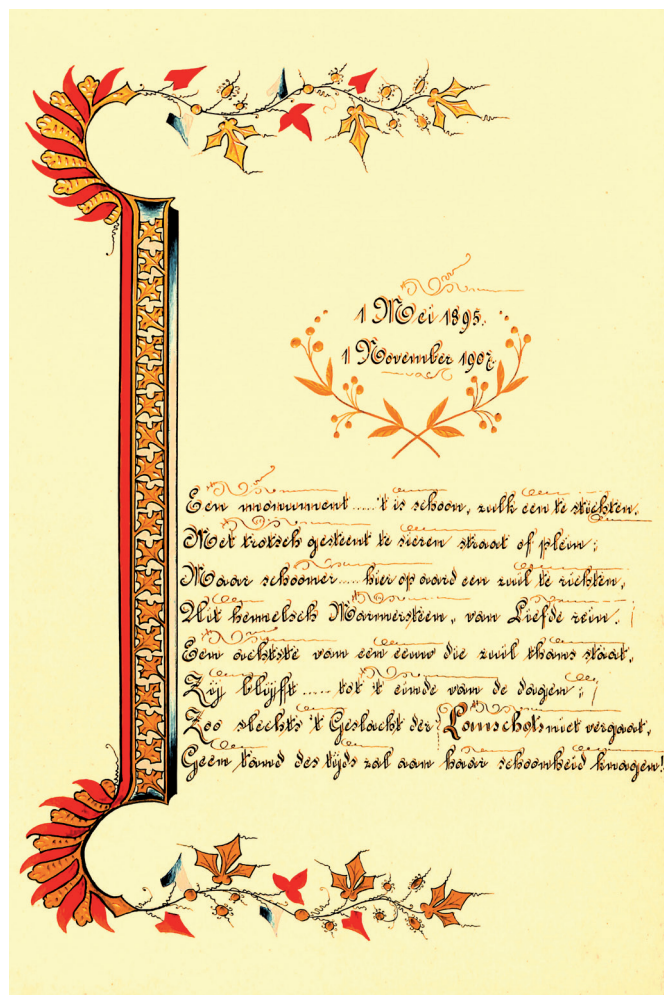 1 Mei 1895.
1 November 1907.
Een monument ..... 't is schoon, zulk een te stichten.
Met trotsch gesteent te sieren straat of plein;
Maar schooner ..... hier op aard een zuil te richten,
Uit hemelsch Marmersteen, van Liefde rein.
Een achtste van een eeuw die zuil thans staat,
Zij blijft ..... tot 't einde van de dagen;
Zoo slechts 't Geslacht der Lanschots niet vergaat,
Geen tand des tijds zal aan haar schoonheid knagen!